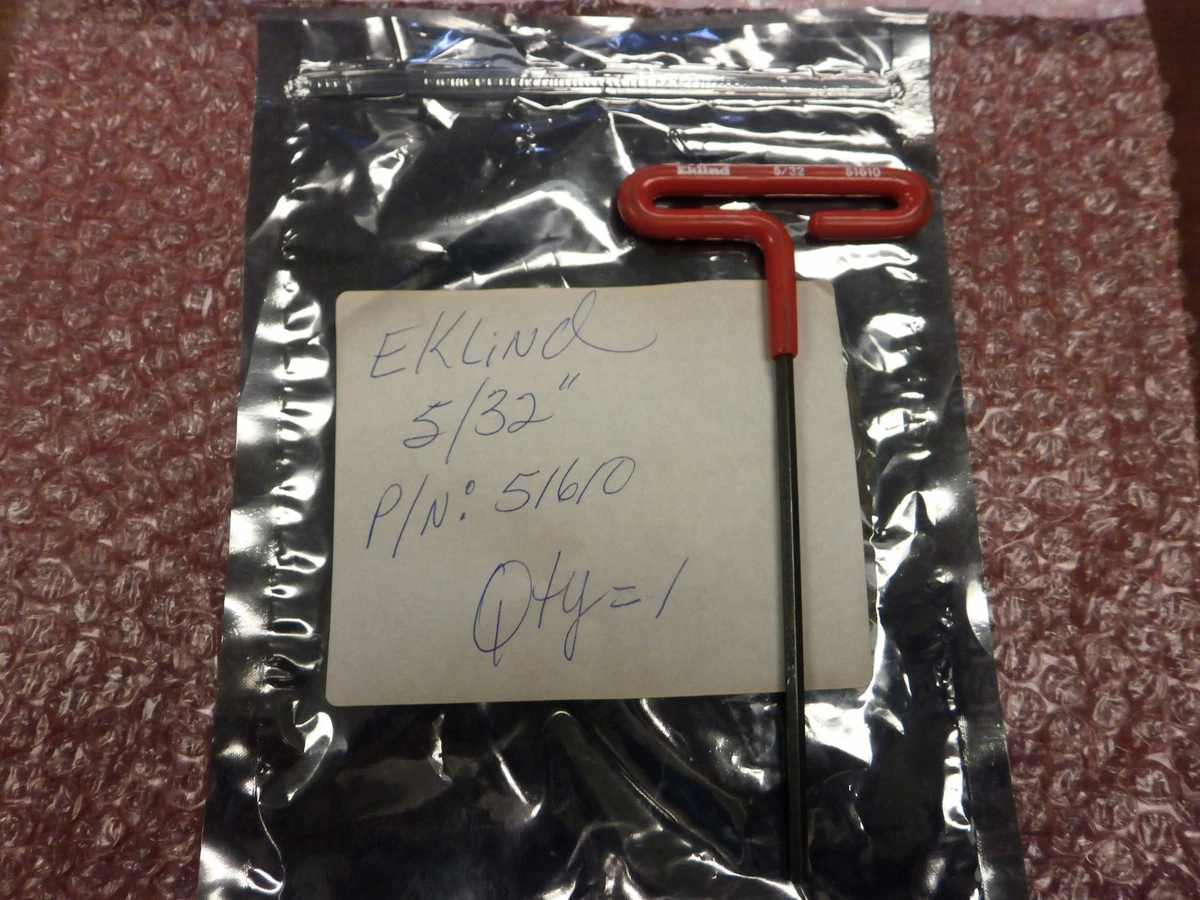 Eklind 5/32 51610
EKLiNd
5/32"
P/N: 51610
Qty=1